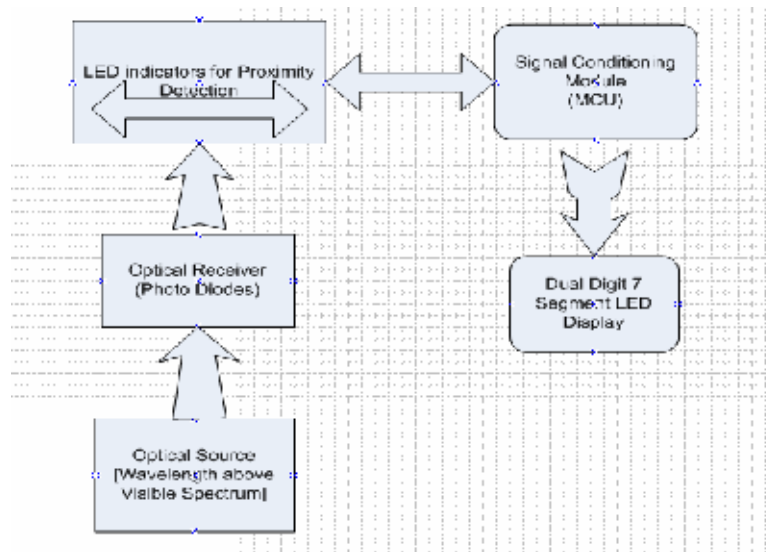 LED indicators for Proximity
Detection
Signal Conditioning
Module
(MCU)
Optical Receiver
(Photo Diodes)
Dual Digit 7
Segment LED
Display
Optical Source
[Wavelength above
Visible Spectrum]